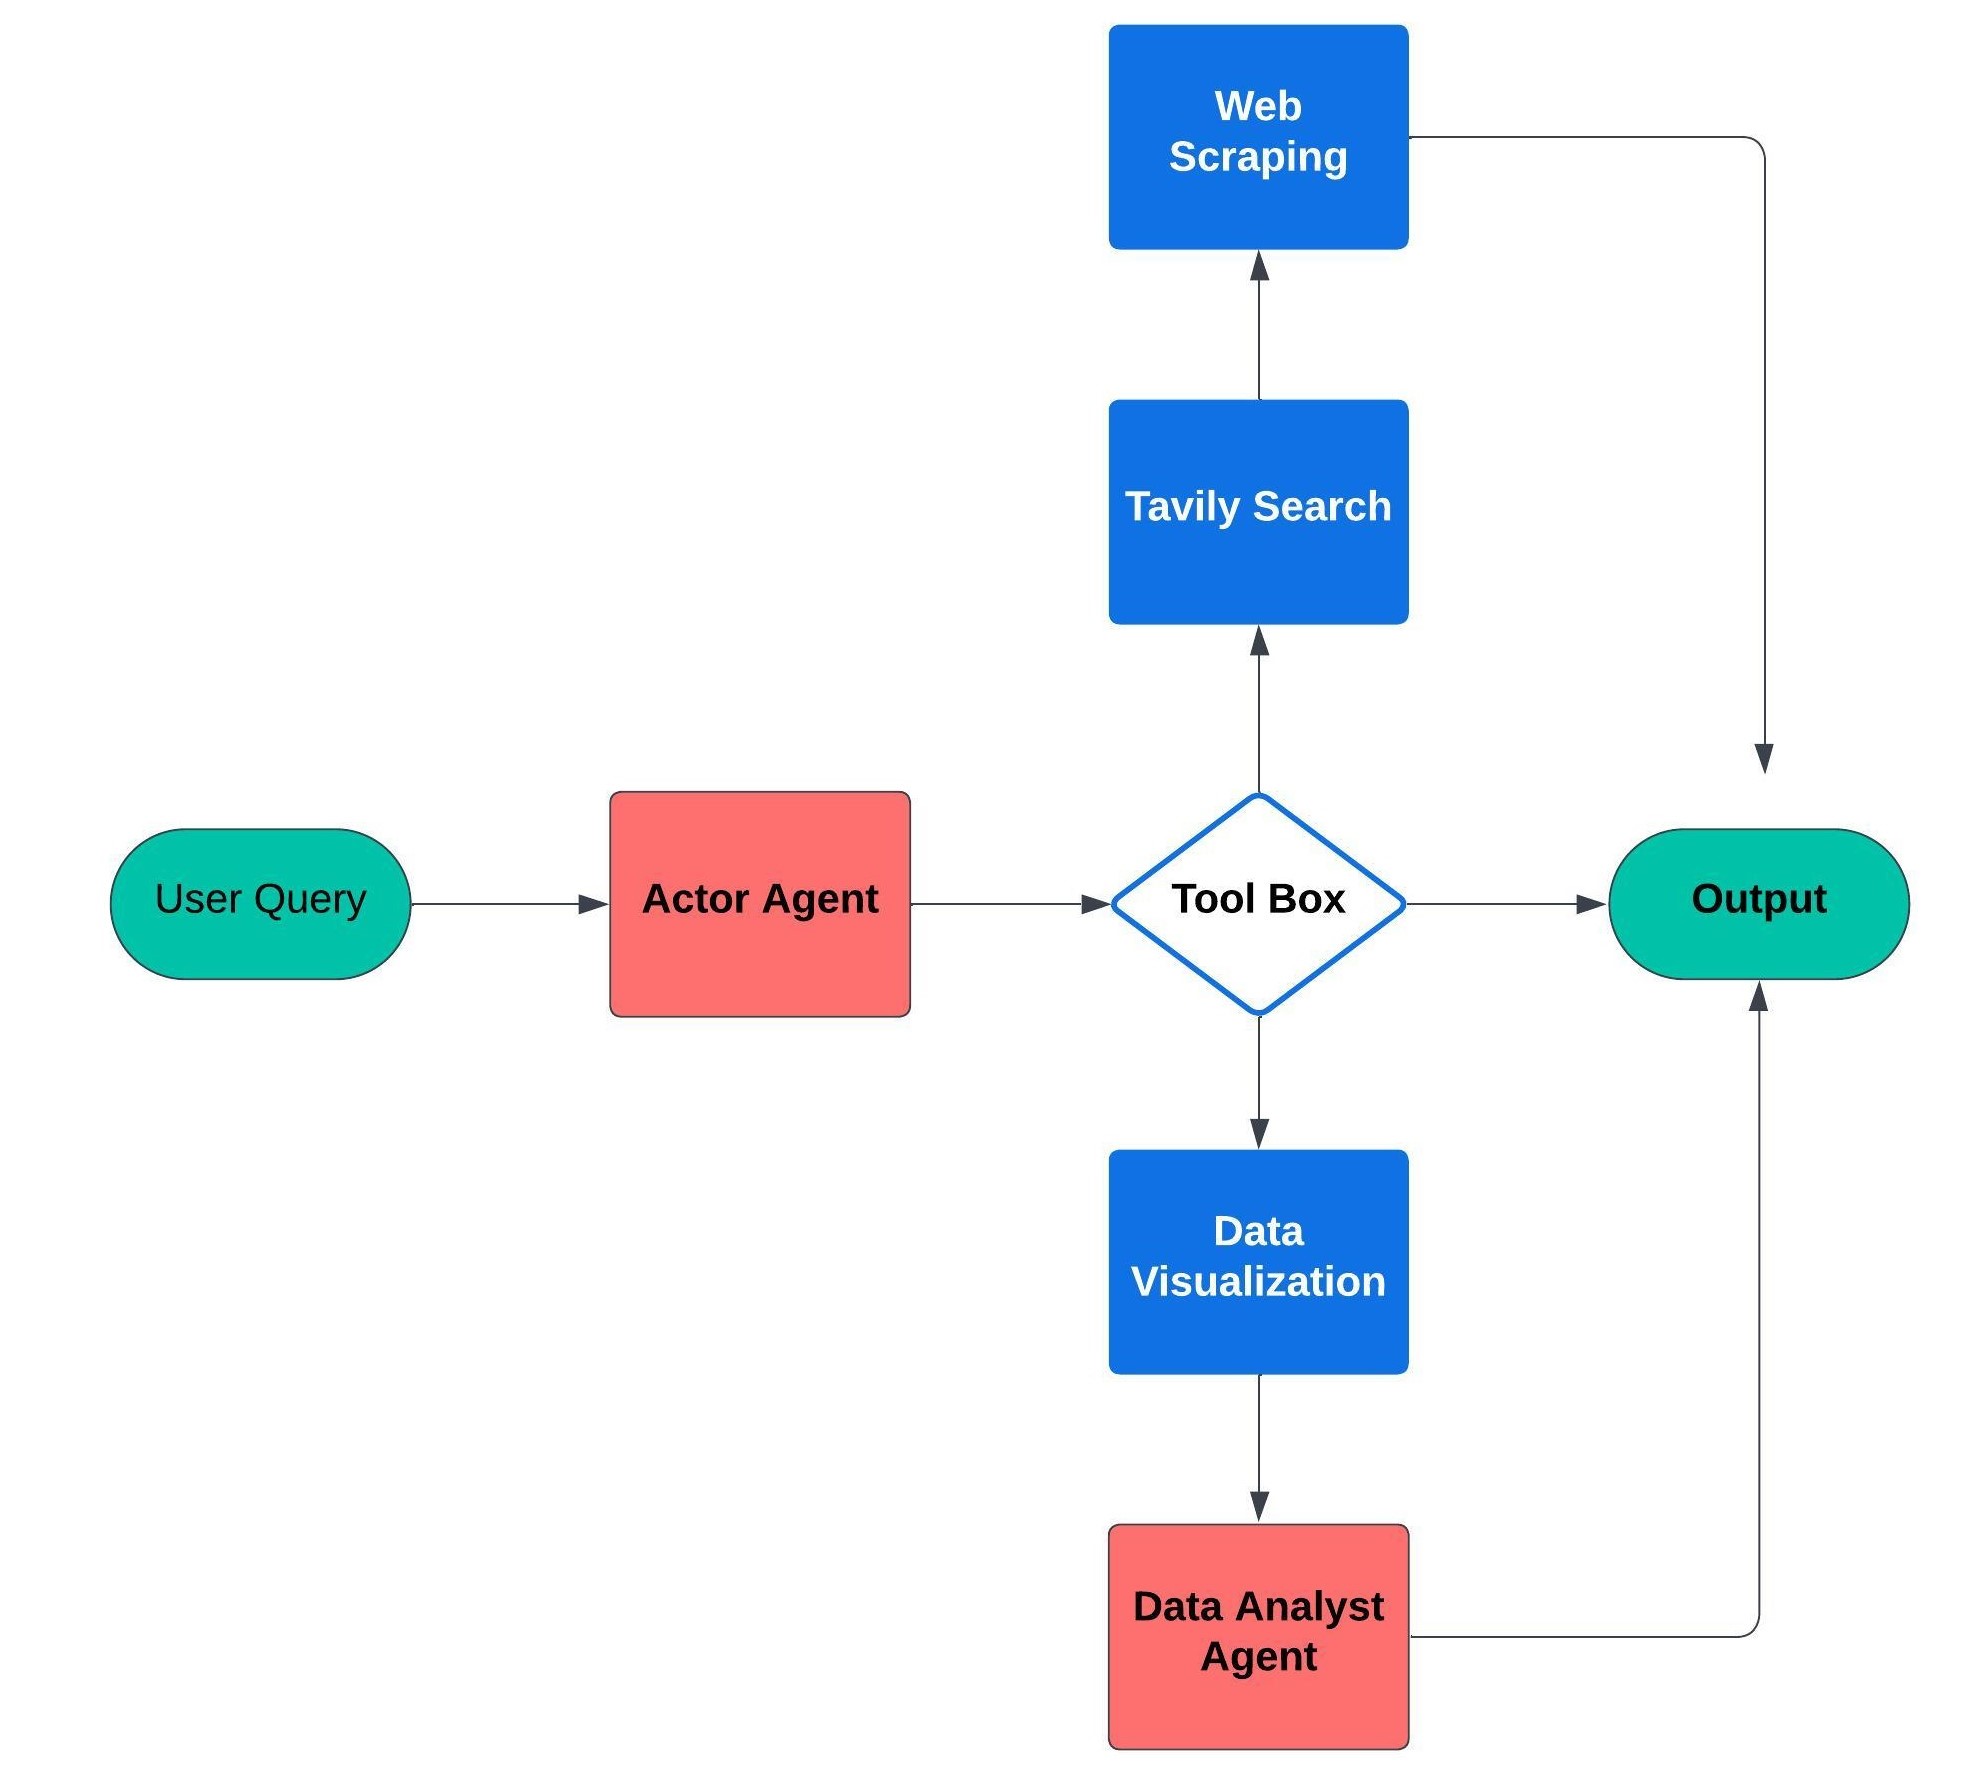 Web
Scraping
Tavily Search
User Query
Actor Agent
Tool Box
Output
Data
Visualization
Data Analyst
Agent